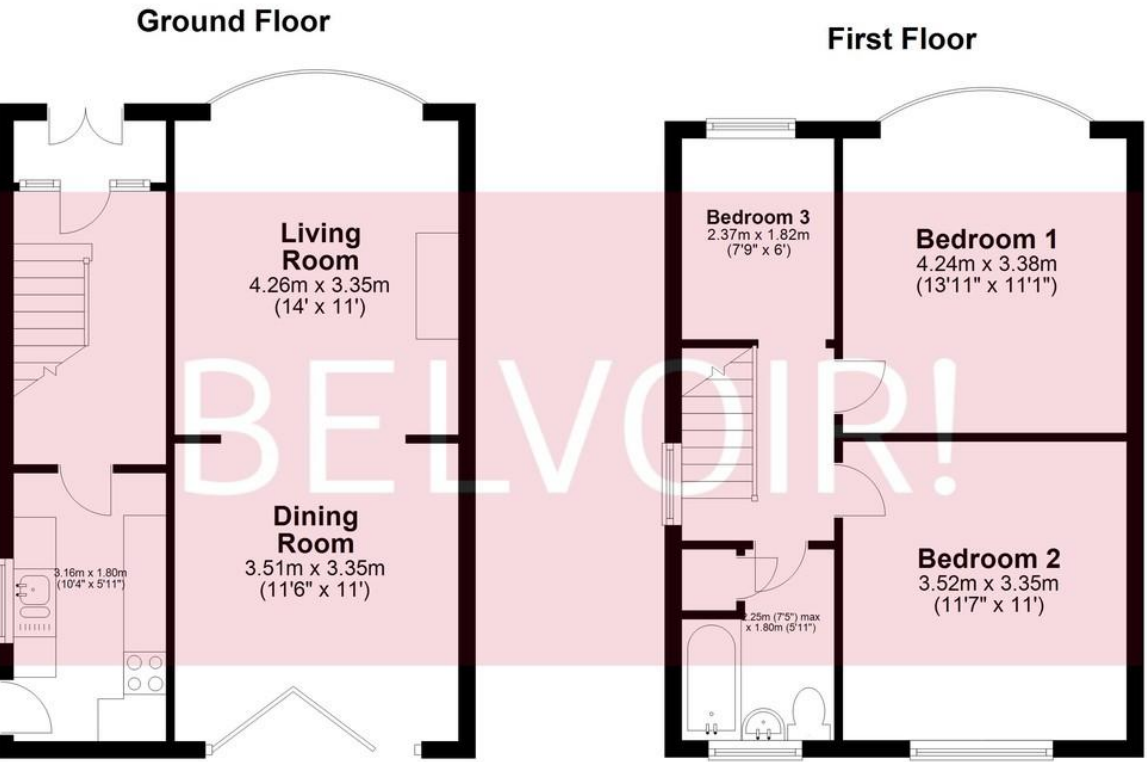 Ground Floor
First Floor
Living
Room
4.26m x 3.35m
(14' x 11')
Dining
Room
3.51m x 3.35m
(11'6" x 11')
3.16m x 1.80m
(10'4" x 5'11")
Bedroom 3
2.37m x 1.82m
(7'9" x 6')
Bedroom 1
4.24m x 3.38m
(13'11" x 11'1")
Bedroom 2
3.52m x 3.35m
(11'7" x 11')
2.25m (7'5") max
x 1.80m (5'11")
BELVOIR!